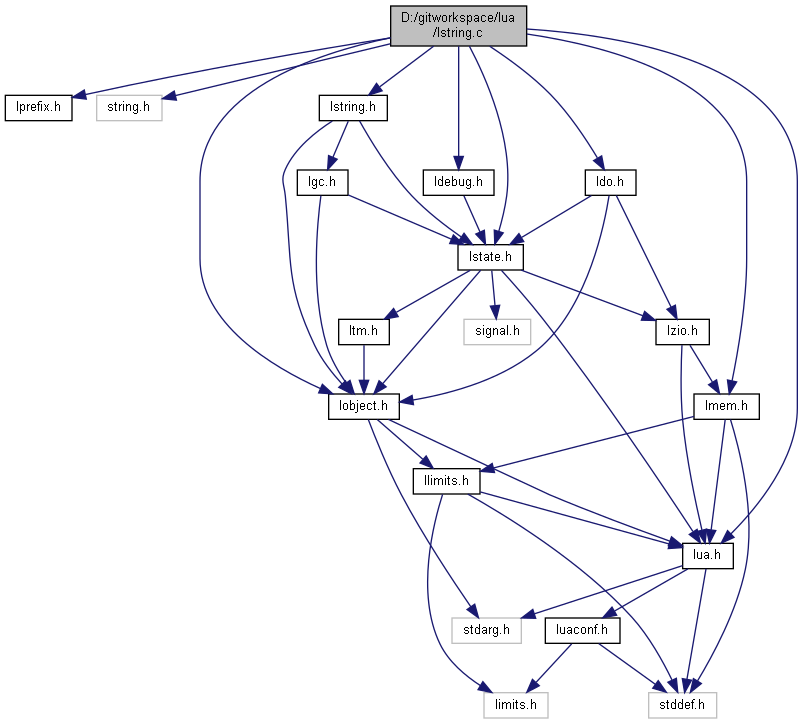 D:/gitworkspace/lua
/lstring.c
lprefix.h
string.h
lstring.h
lgc.h
ldebug.h
ldo.h
lstate.h
ltm.h
signal.h
lzio.h
lobject.h
lmem.h
llimits.h
lua.h
stdarg.h
luaconf.h
limits.h
stddef.h